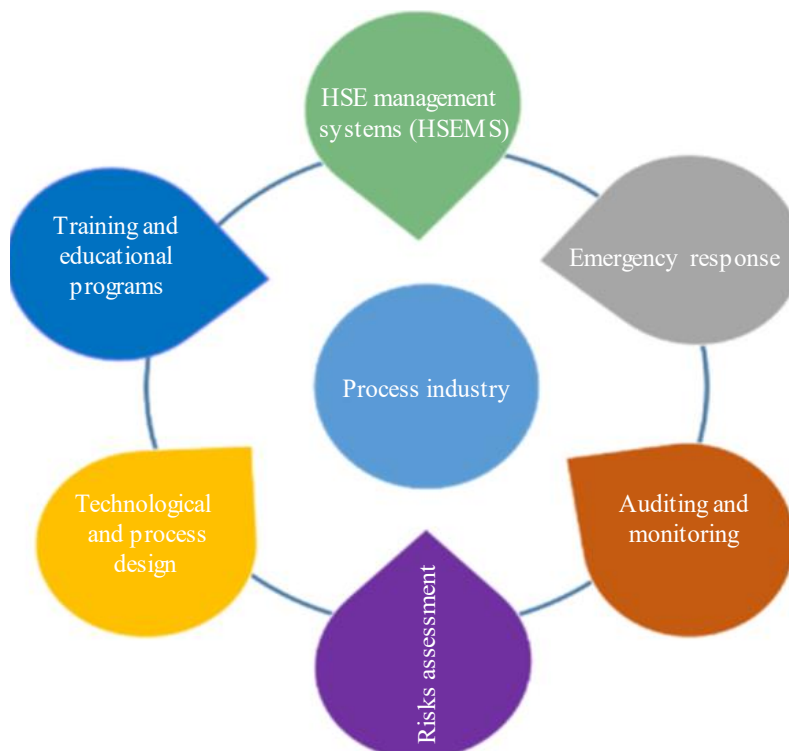 HSE management
systems (HSEMS)
Emergency response
Auditing and
monitoring
Risks assessment
Technological
and process
design
Training and
educational
programs
Process industry